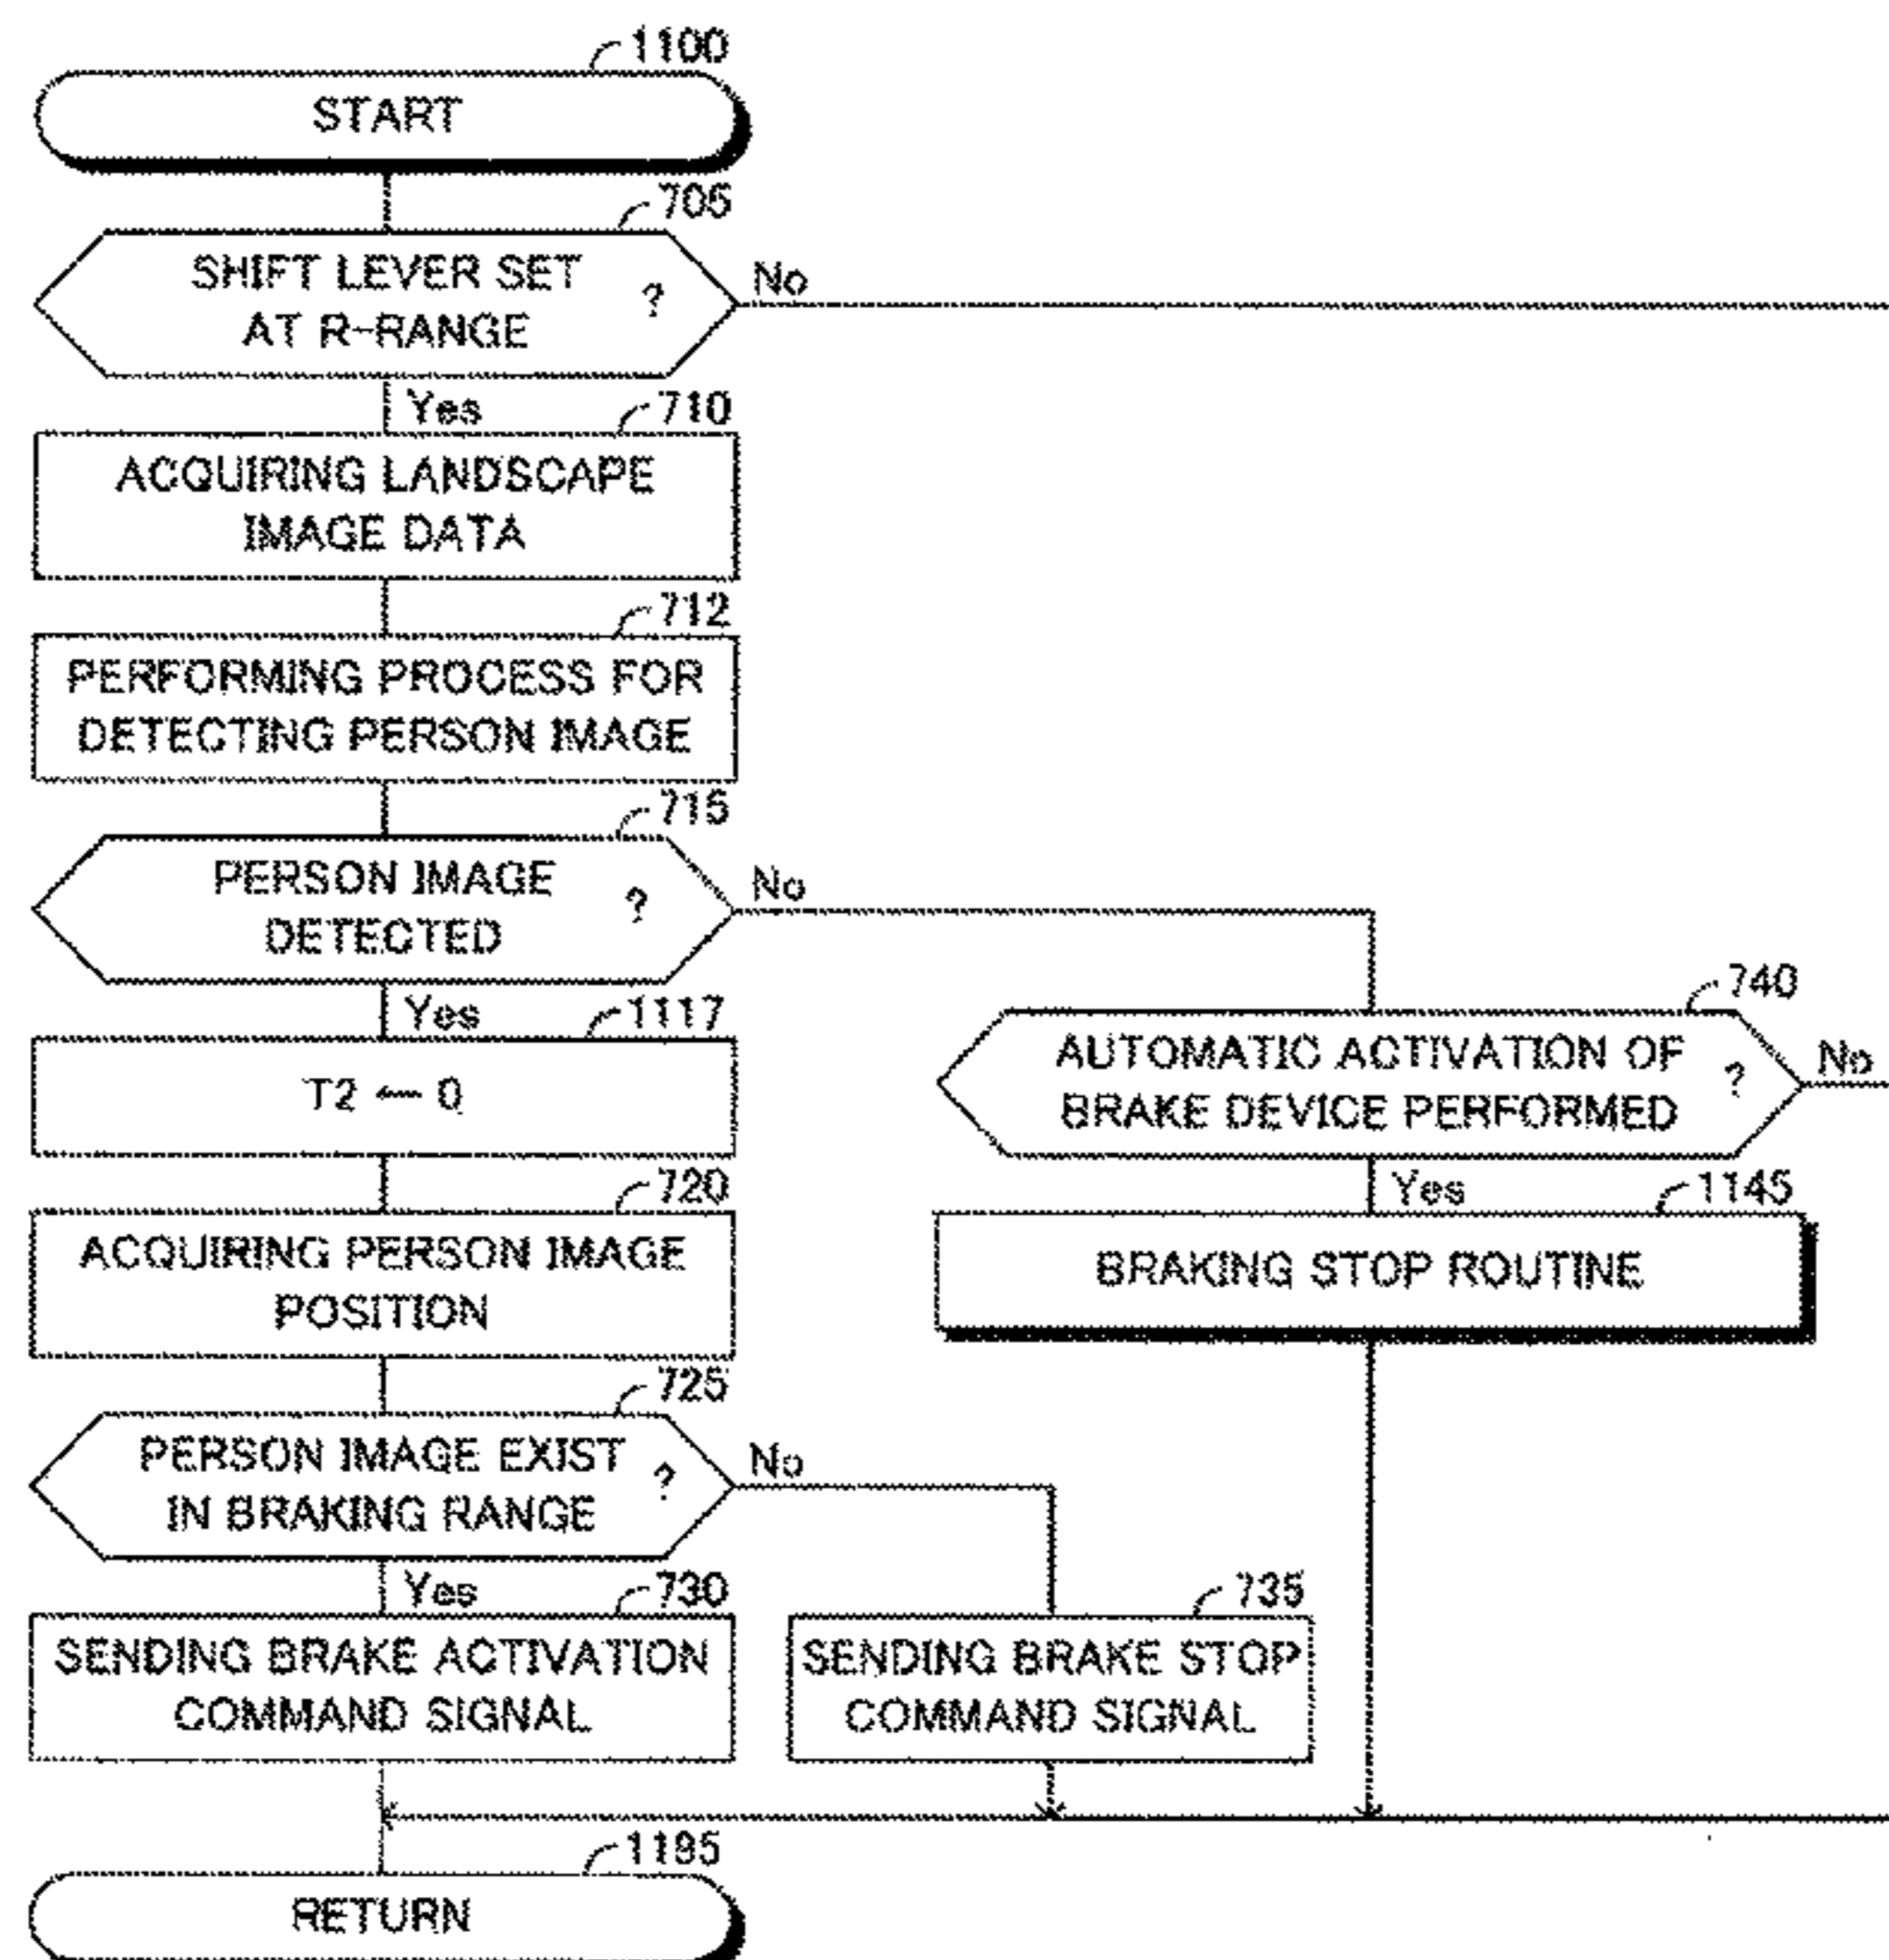 1100
START
705
SHIFT LEVER SET
AT R-RANGE
?
No
Yes
710
ACQUIRING LANDSCAPE
IMAGE DATA
712
PERFORMING PROCESS FOR
DETECTING PERSON IMAGE
715
PERSON IMAGE
DETECTED
?
No
Yes
1117
T2 ← 0
740
AUTOMATIC ACTIVATION OF
BRAKE DEVICE PERFORMED
?
No
Yes
1145
BRAKING STOP ROUTINE
720
ACQUIRING PERSON IMAGE
POSITION
725
PERSON IMAGE EXIST
IN BRAKING RANGE
?
No
Yes
730
SENDING BRAKE ACTIVATION
COMMAND SIGNAL
735
SENDING BRAKE STOP
COMMAND SIGNAL
1195
RETURN